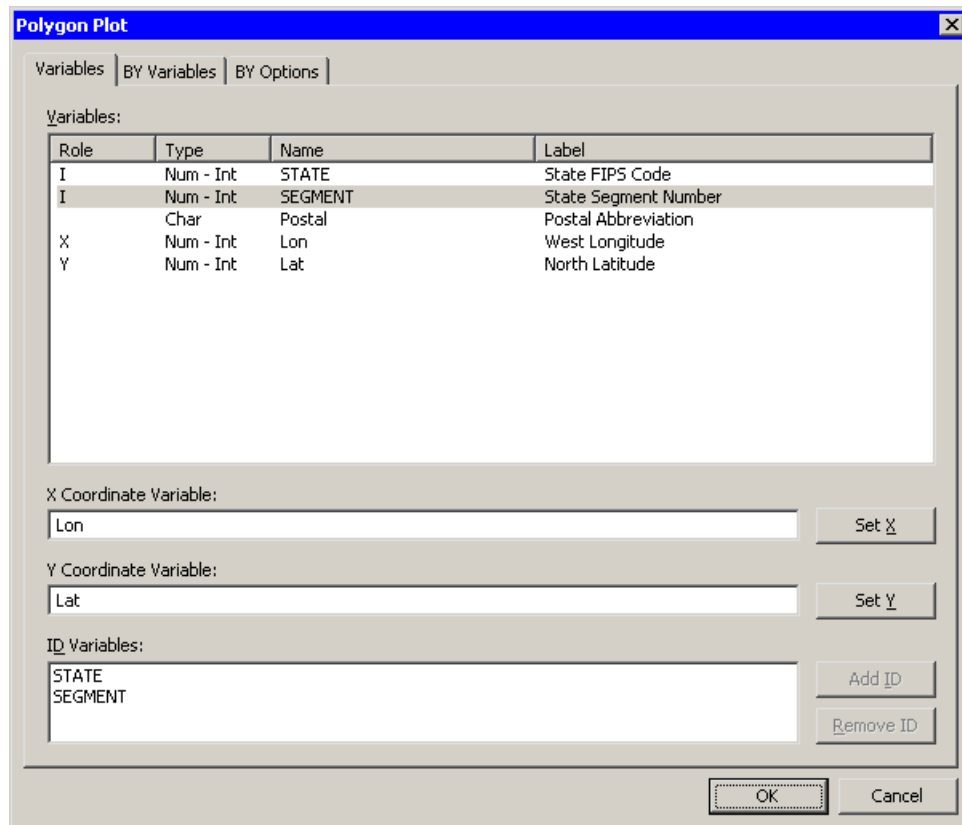 Polygon Plot
Variables BY Variables BY Options
Variables:
Role Type Name Label
I Num - Int STATE State FIPS Code
I Num - Int SEGMENT State Segment Number
Char Postal Postal Abbreviation
X Num - Int Lon West Longitude
Y Num - Int Lat North Latitude
X Coordinate Variable:
Lon Set X
Y Coordinate Variable:
Lat Set Y
ID Variables:
STATE Add ID
SEGMENT
Remove ID
OK Cancel